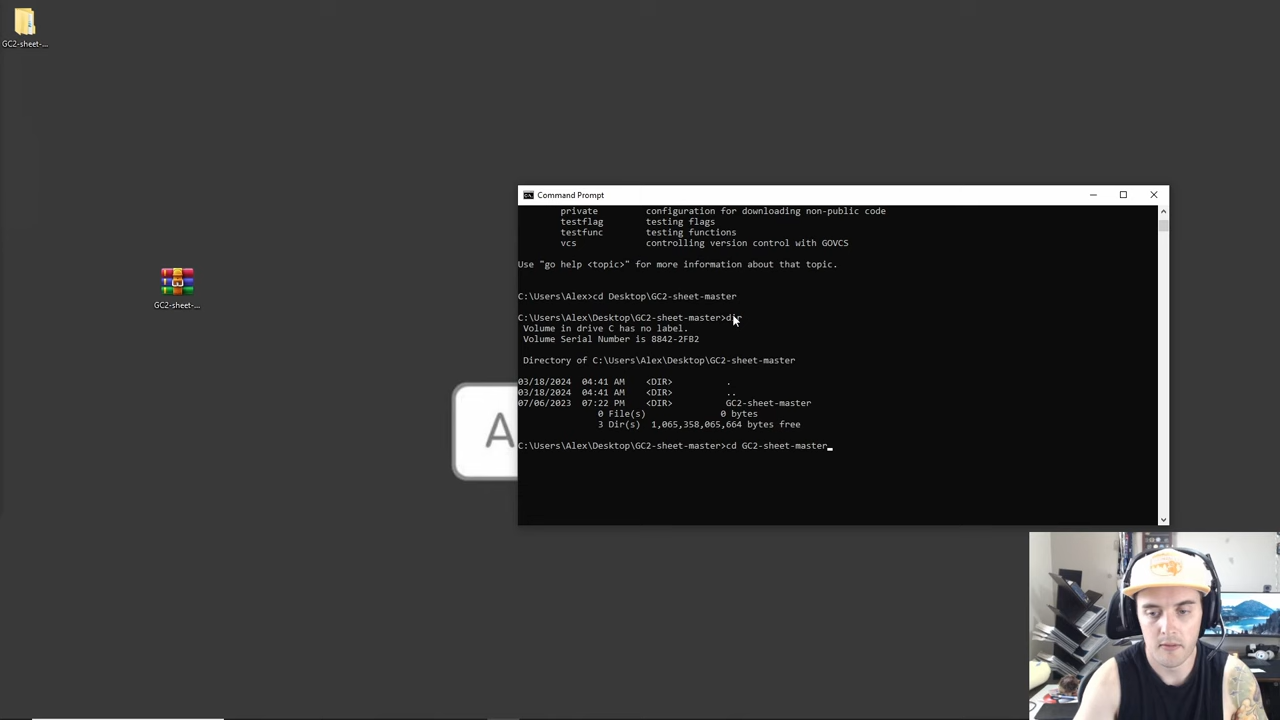 GC2-sheet-...
GC2-sheet-...
Command Prompt
private configuration for downloading non-public code
testflag testing flags
testfunc testing functions
vcs controlling version control with GOVCS
Use "go help <topic>" for more information about that topic.
C:\Users\Alex>cd Desktop\GC2-sheet-master
C:\Users\Alex\Desktop\GC2-sheet-master>dir
Volume in drive C has no label.
Volume Serial Number is 8842-2FB2
Directory of C:\Users\Alex\Desktop\GC2-sheet-master
03/18/2024 04:41 AM <DIR> .
03/18/2024 04:41 AM <DIR> ..
07/06/2023 07:22 PM <DIR> GC2-sheet-master
0 File(s) 0 bytes
3 Dir(s) 1,065,358,065,664 bytes free
C:\Users\Alex\Desktop\GC2-sheet-master>cd GC2-sheet-master_
A